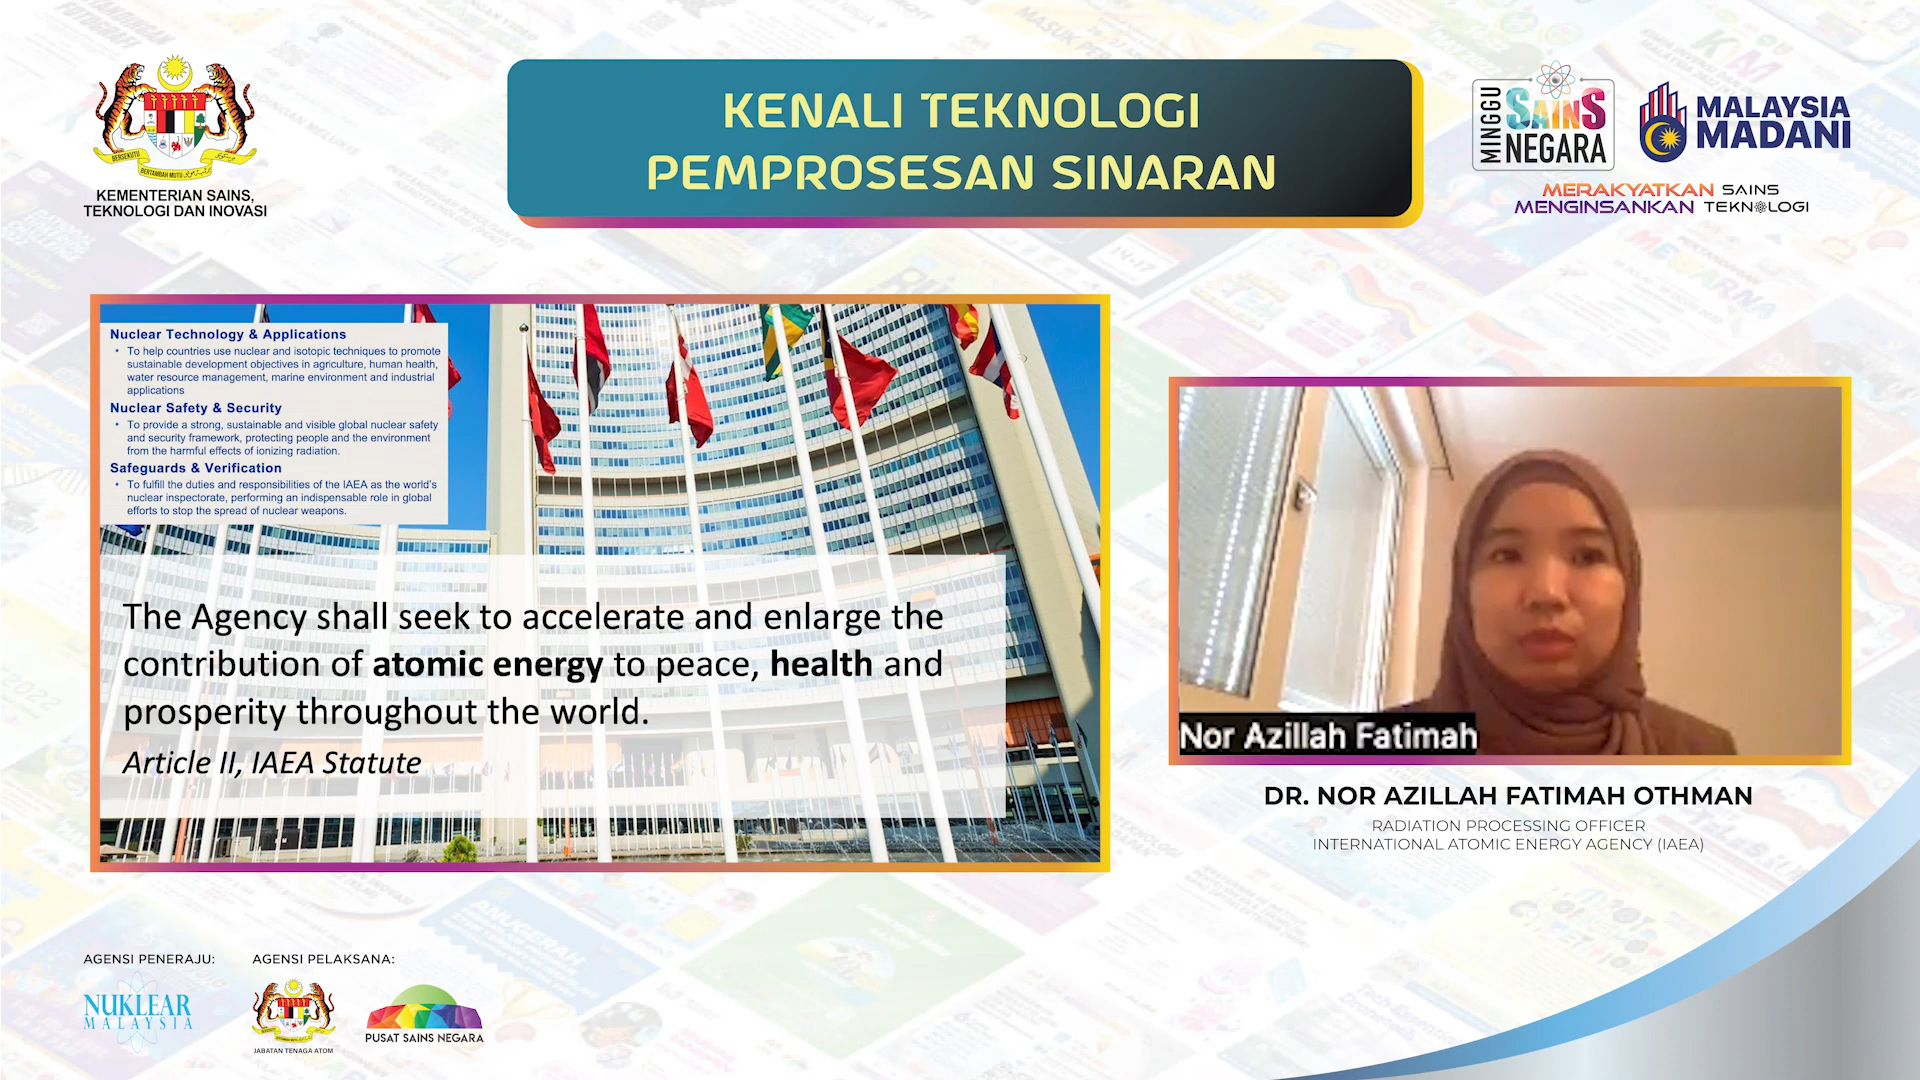 BERSEKUTU
BERTAMBAH MUTU
KEMENTERIAN SAINS,
TEKNOLOGI DAN INOVASI
KENALI TEKNOLOGI
PEMPROSESAN SINARAN
MINGGU
SAINS
NEGARA
MALAYSIA
MADANI
MERAKYATKAN SAINS
MENGINSANKAN TEKNOLOGI
Nuclear Technology & Applications
• To help countries use nuclear and isotopic techniques to promote
sustainable development objectives in agriculture, human health,
water resource management, marine environment and industrial
applications
Nuclear Safety & Security
• To provide a strong, sustainable and visible global nuclear safety
and security framework, protecting people and the environment
from the harmful effects of ionizing radiation.
Safeguards & Verification
• To fulfill the duties and responsibilities of the IAEA as the world's
nuclear inspectorate, performing an indispensable role in global
efforts to stop the spread of nuclear weapons.
The Agency shall seek to accelerate and enlarge the
contribution of atomic energy to peace, health and
prosperity throughout the world.
Article II, IAEA Statute
Nor Azillah Fatimah
DR. NOR AZILLAH FATIMAH OTHMAN
RADIATION PROCESSING OFFICER
INTERNATIONAL ATOMIC ENERGY AGENCY (IAEA)
AGENSI PENERAJU:
NUKLEAR
MALAYSIA
AGENSI PELAKSANA:
JABATAN TENAGA ATOM
PUSAT SAINS NEGARA